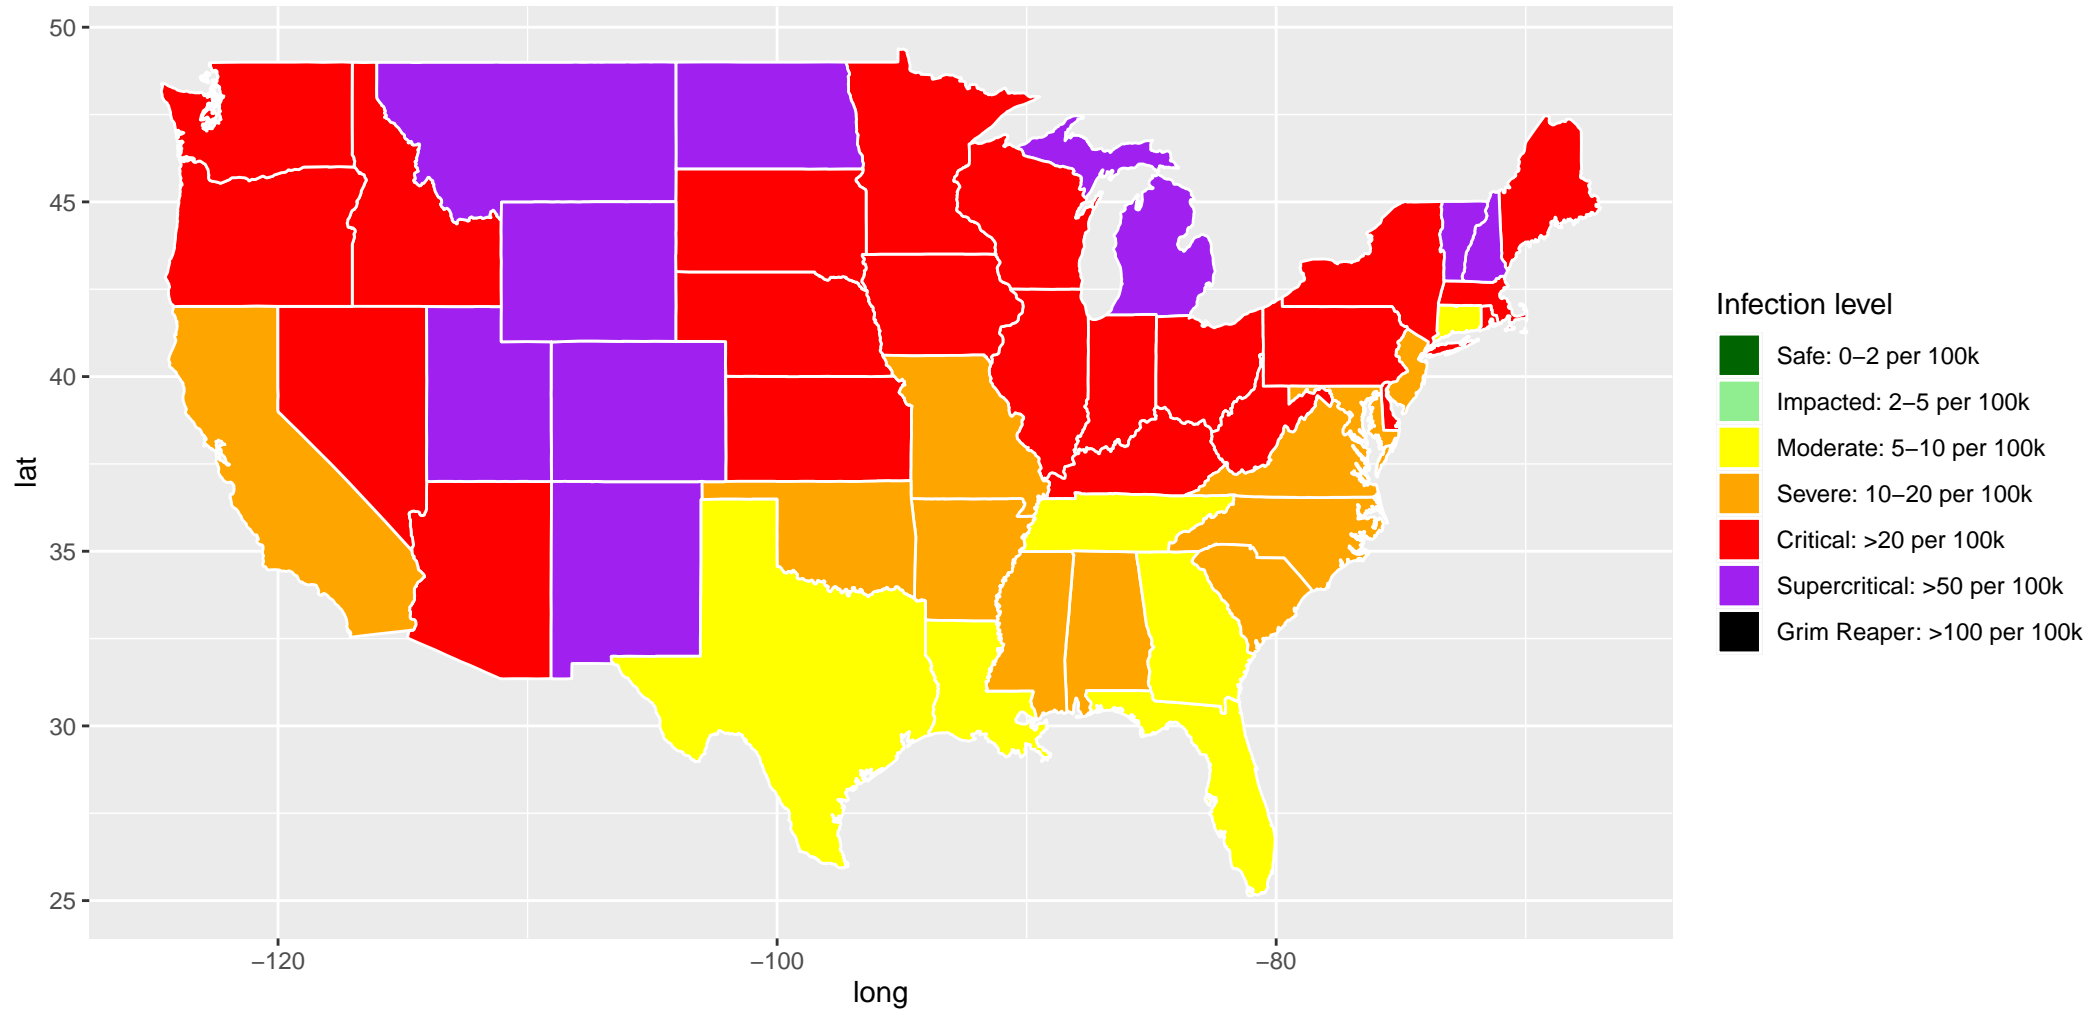 50
45
40
35
30
25
lat
−120
−100
−80
long
Infection level
Safe: 0−2 per 100k
Impacted: 2−5 per 100k
Moderate: 5−10 per 100k
Severe: 10−20 per 100k
Critical: >20 per 100k
Supercritical: >50 per 100k
Grim Reaper: >100 per 100k